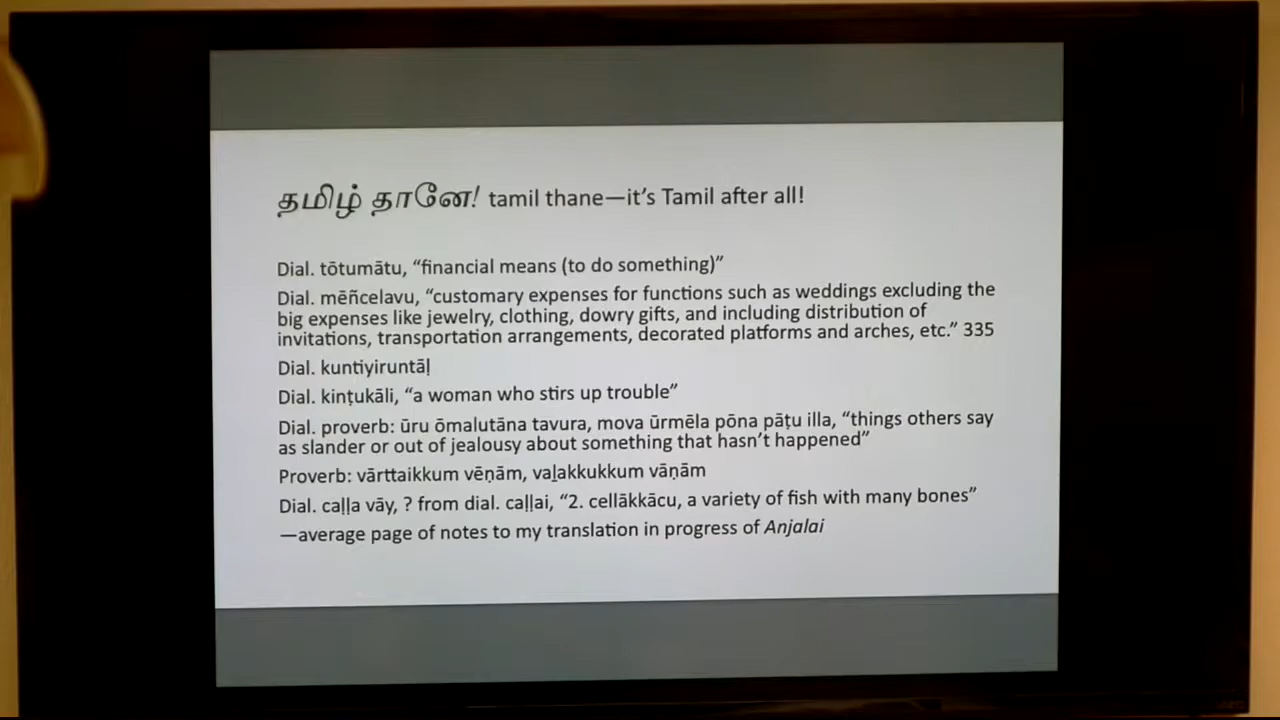 தமிழ் தானே! tamil thane—it’s Tamil after all!
Dial. tōtumātu, “financial means (to do something)”
Dial. mēñcelavu, “customary expenses for functions such as weddings excluding the
big expenses like jewelry, clothing, dowry gifts, and including distribution of
invitations, transportation arrangements, decorated platforms and arches, etc.” 335
Dial. kuntiyiruntāḷ
Dial. kiṇṭukāli, “a woman who stirs up trouble”
Dial. proverb: ūru ōmalutāna tavura, mova ūrmēla pōna pāṭu illa, “things others say
as slander or out of jealousy about something that hasn’t happened”
Proverb: vārttaikkum vēṇām, vaḻakkukkum vāṇām
Dial. caḷḷa vāy, ? from dial. caḷḷai, “2. cellākkācu, a variety of fish with many bones”
—average page of notes to my translation in progress of Anjalai